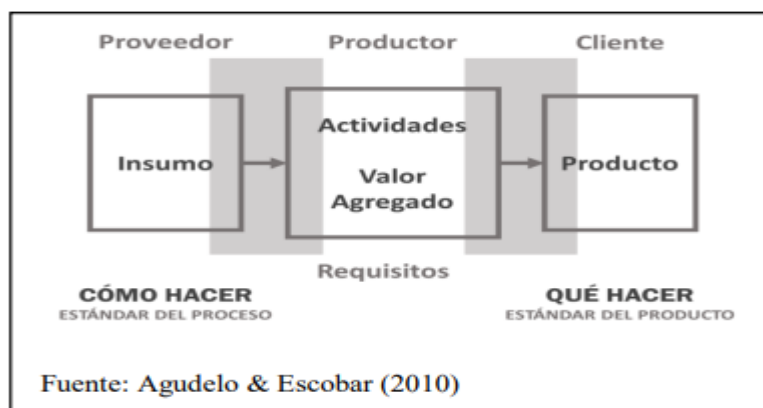 Proveedor Productor Cliente
Actividades
Insumo
Valor
Agregado
Producto
Requisitos
CÓMO HACER
ESTÁNDAR DEL PROCESO
QUÉ HACER
ESTÁNDAR DEL PRODUCTO
Fuente: Agudelo & Escobar (2010)